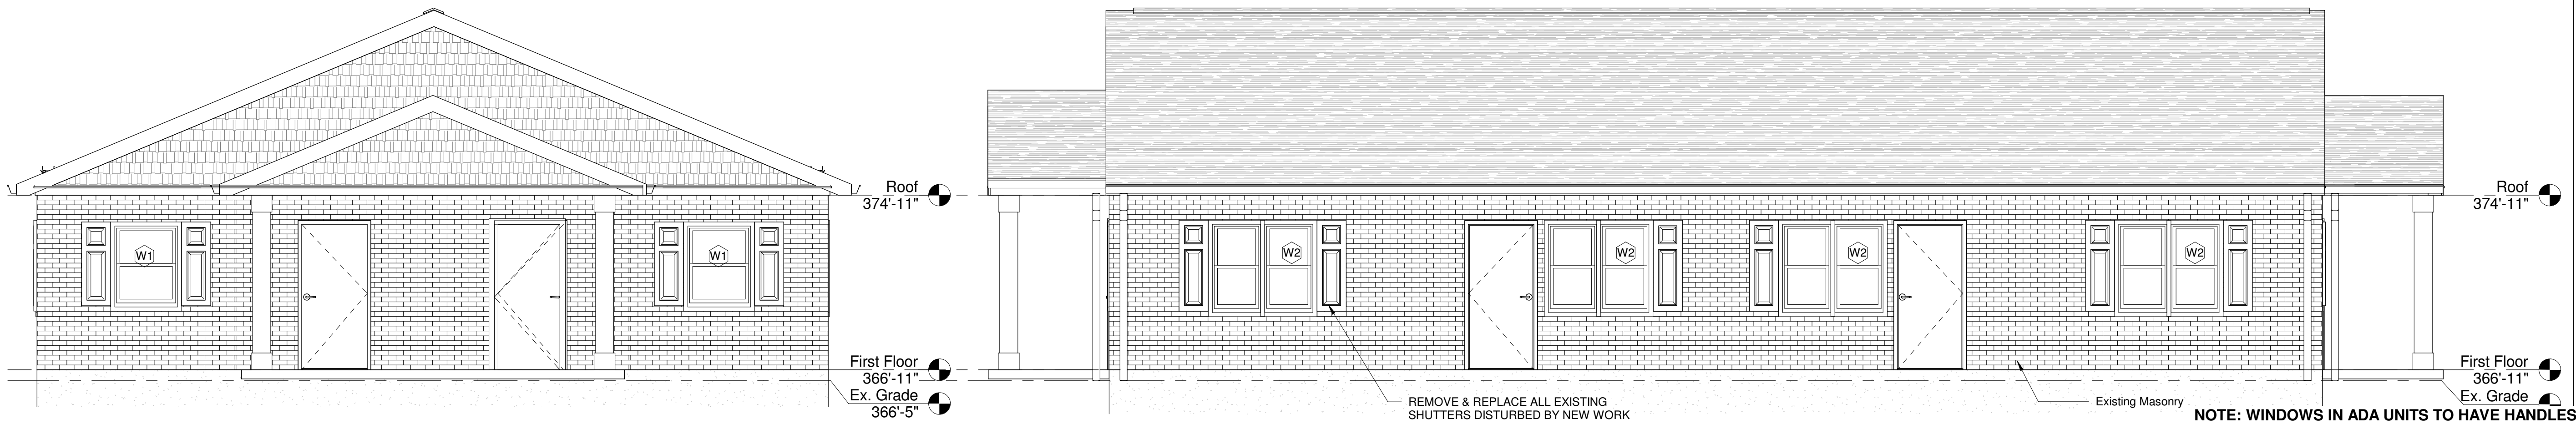 W1
W1
Roof
374'-11"
First Floor
366'-11"
Ex. Grade
366'-5"
W2
W2
W2
W2
REMOVE & REPLACE ALL EXISTING
SHUTTERS DISTURBED BY NEW WORK
Existing Masonry
Roof
374'-11"
First Floor
366'-11"
Ex. Grade
NOTE: WINDOWS IN ADA UNITS TO HAVE HANDLES